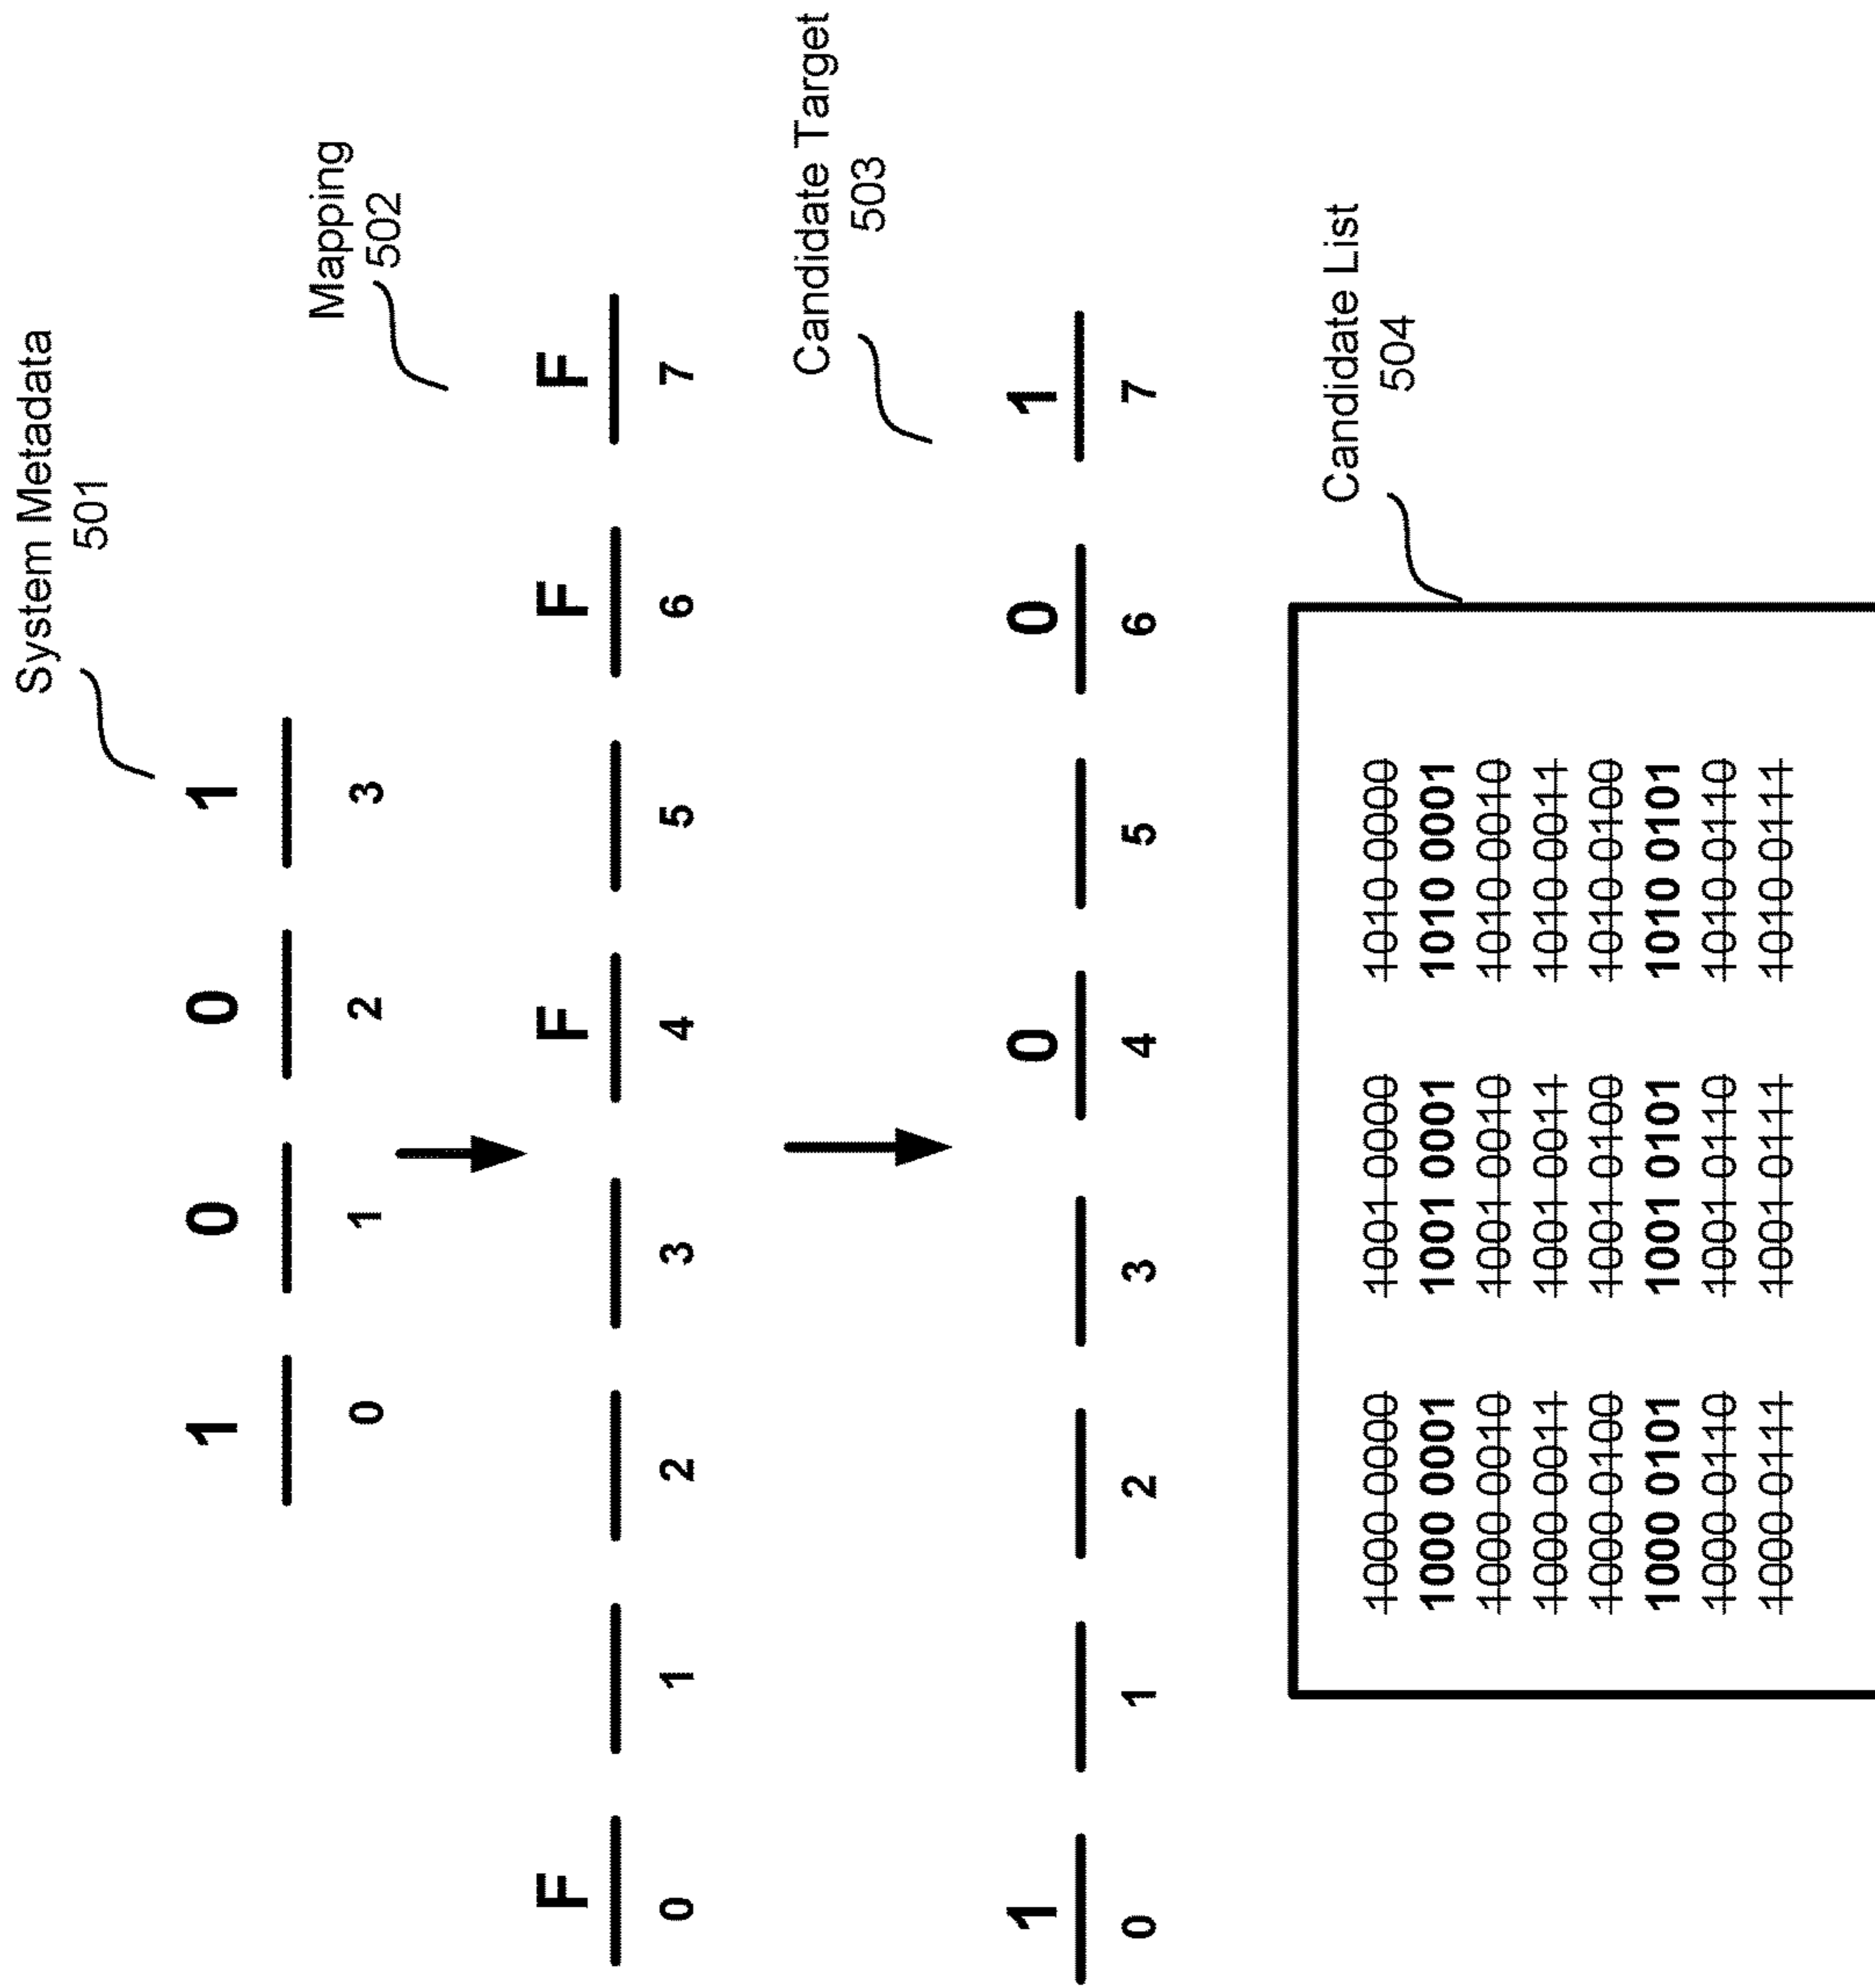 System Metadata
501
1 0 0 1
0 1 2 3
Mapping
502
F F F F
0 1 2 3 4 5 6 7
Candidate Target
503
1 0 0 1
0 1 2 3 4 5 6 7
Candidate List
504
1000 0000 1001 0000 1010 0000
1000 0001 1001 0001 1010 0001
1000 0010 1001 0010 1010 0010
1000 0011 1001 0011 1010 0011
1000 0100 1001 0100 1010 0100
1000 0101 1001 0101 1010 0101
1000 0110 1001 0110 1010 0110
1000 0111 1001 0111 1010 0111